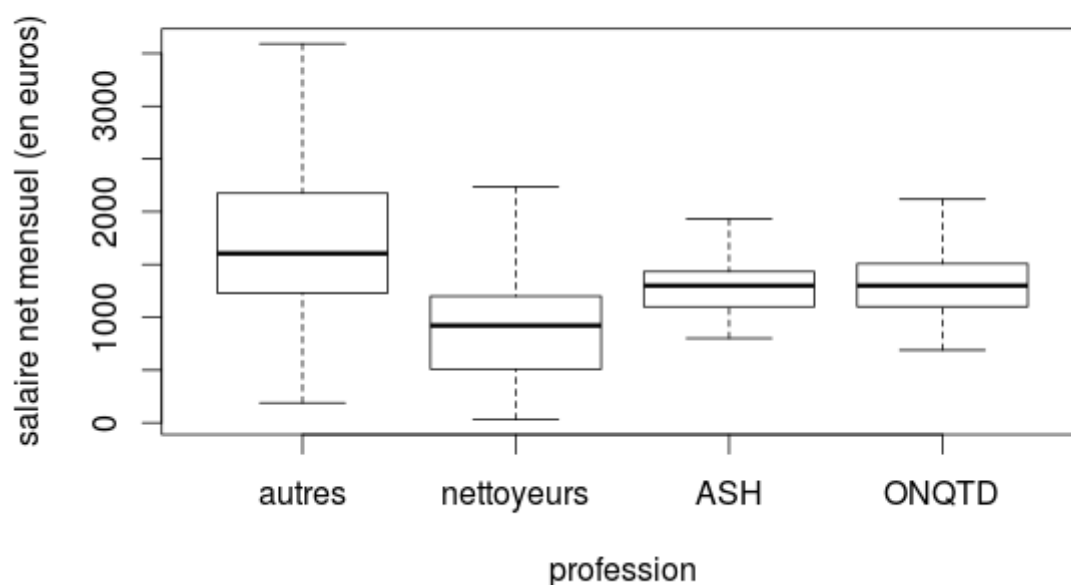 salaire net mensuel (en euros)
3000
2000
1000
0
autres nettoyeurs ASH ONQTD
profession